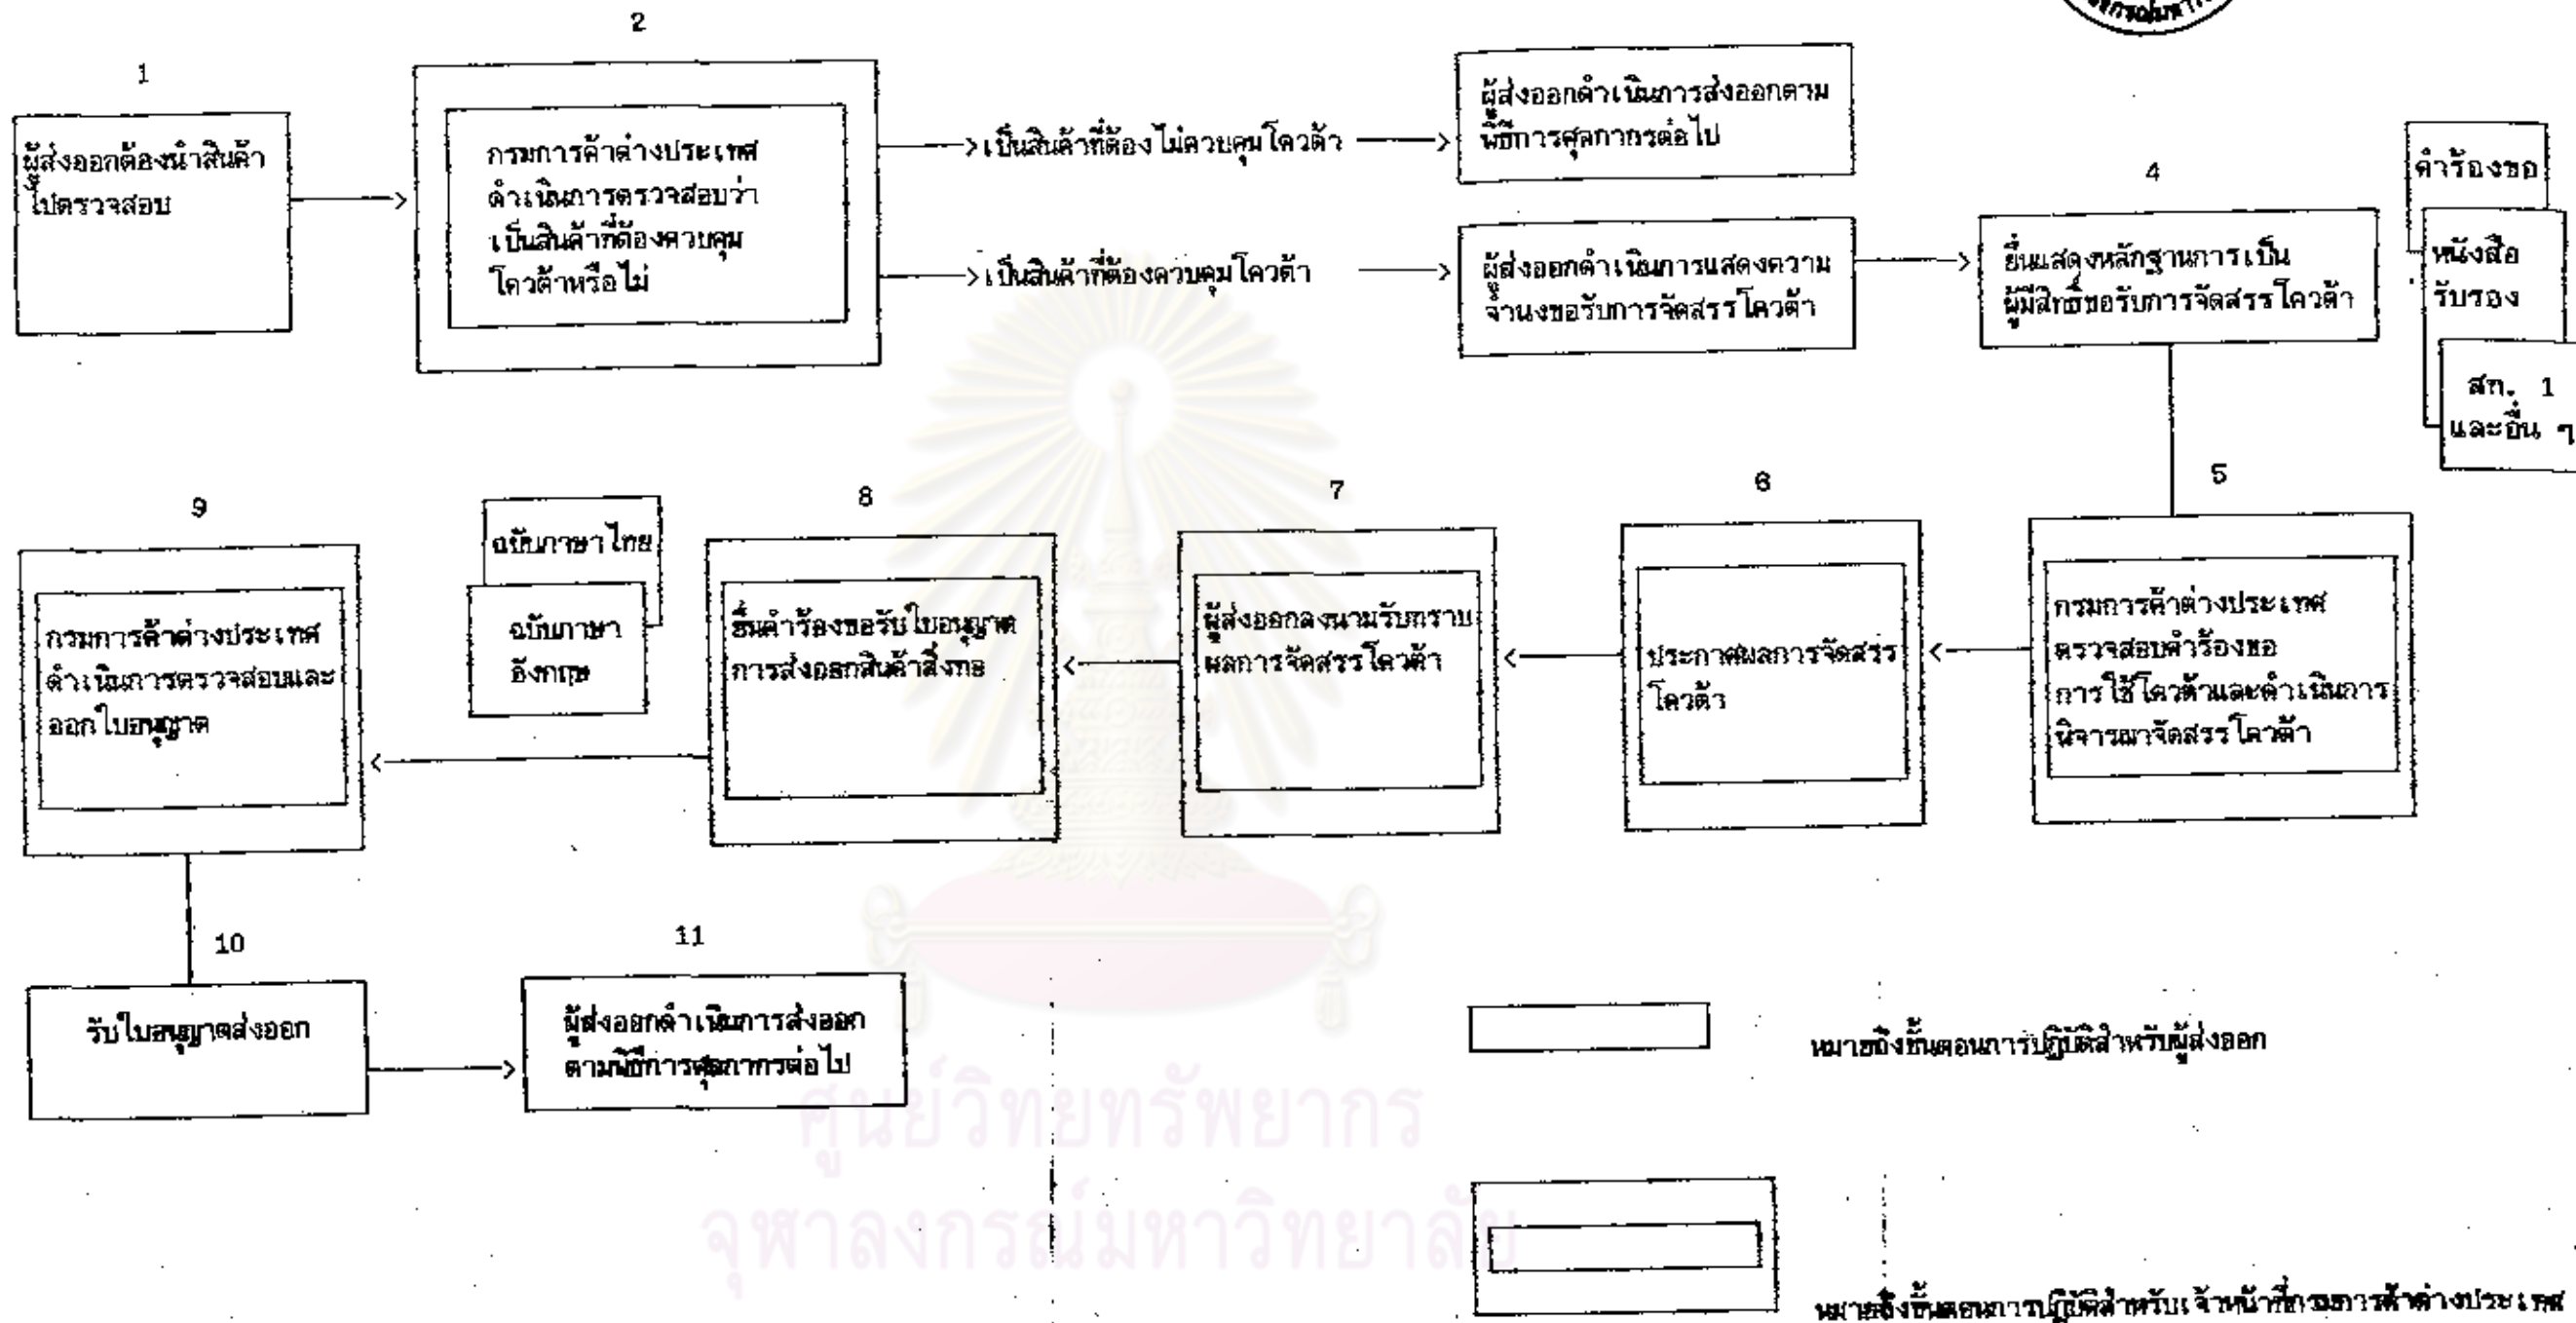 1
ผู้ส่งออกต้องนำสินค้า
ไปตรวจสอบ
2
กรมการค้าต่างประเทศ
ดำเนินการตรวจสอบว่า
เป็นสินค้าที่ต้องควบคุม
โควต้าหรือไม่
เป็นสินค้าที่ต้องไม่ควบคุมโควต้า
ผู้ส่งออกดำเนินการส่งออกตาม
พิธีการศุลกากรต่อไป
เป็นสินค้าที่ต้องควบคุมโควต้า
ผู้ส่งออกดำเนินการแสดงความ
จำนงขอรับการจัดสรรโควต้า
4
ยื่นแสดงหลักฐานการเป็น
ผู้มีสิทธิ์ขอรับการจัดสรรโควต้า
คำร้องขอ
หนังสือ
รับรอง
สท. 1
และอื่น ๆ
5
กรมการค้าต่างประเทศ
ตรวจสอบคำร้องขอ
การใช้โควต้าและดำเนินการ
พิจารณาจัดสรรโควต้า
6
ประกาศผลการจัดสรร
โควต้า
7
ผู้ส่งออกลงนามรับทราบ
ผลการจัดสรรโควต้า
8
ยื่นคำร้องขอรับใบอนุญาต
การส่งออกสินค้าสิ่งทอ
ฉบับภาษาไทย
ฉบับภาษา
อังกฤษ
9
กรมการค้าต่างประเทศ
ดำเนินการตรวจสอบและ
ออกใบอนุญาต
10
รับใบอนุญาตส่งออก
11
ผู้ส่งออกดำเนินการส่งออก
ตามพิธีการศุลกากรต่อไป
หมายถึงขั้นตอนการปฏิบัติสำหรับผู้ส่งออก
หมายถึงขั้นตอนการปฏิบัติสำหรับเจ้าหน้าที่กรมการค้าต่างประเทศ
ศูนย์วิทยทรัพยากร
จุฬาลงกรณ์มหาวิทยาลัย